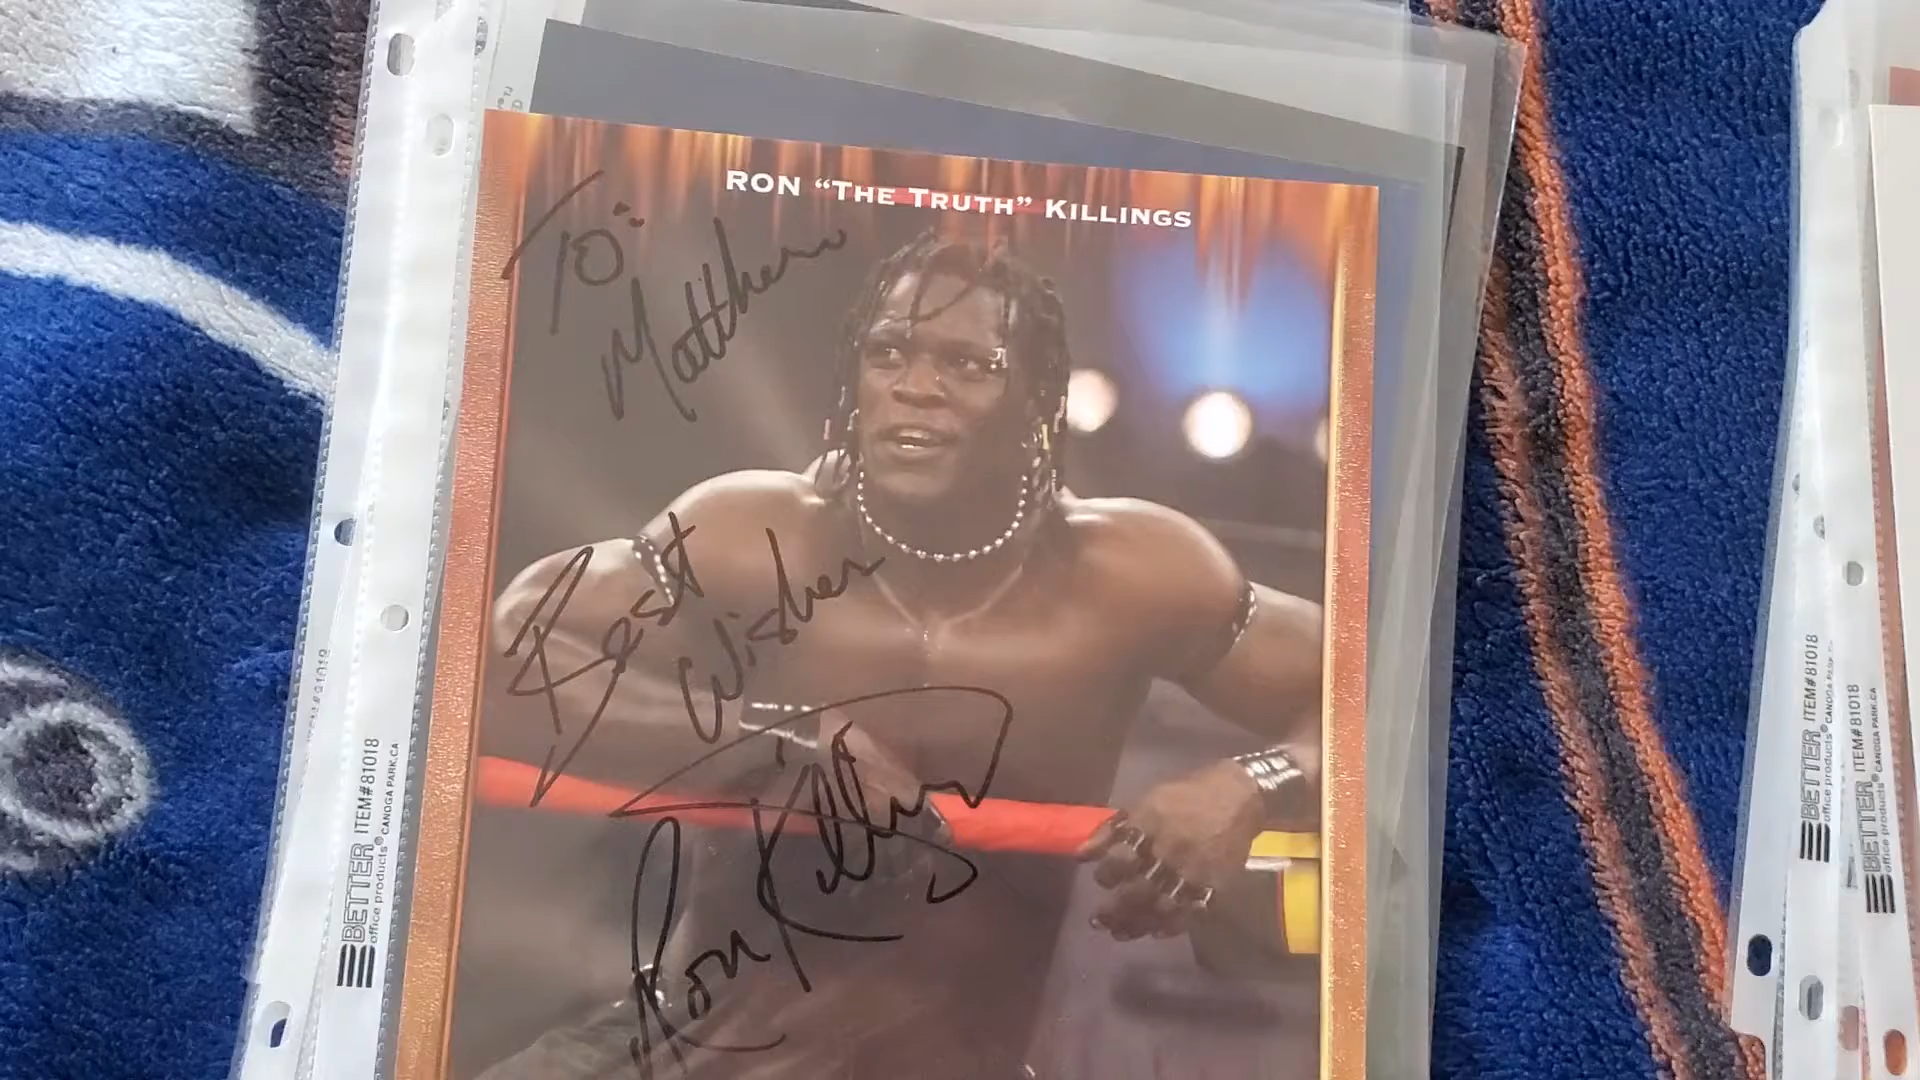 RON “THE TRUTH” KILLINGS
To:
Matthew
Best
Wishes
Ron Killings
BETTER ITEM#81018
office products® CANOGA PARK.CA
BETTER ITEM#81018
office products® CANOGA PARK
BETTER ITEM#81018
office products® CANOGA PARK.CA